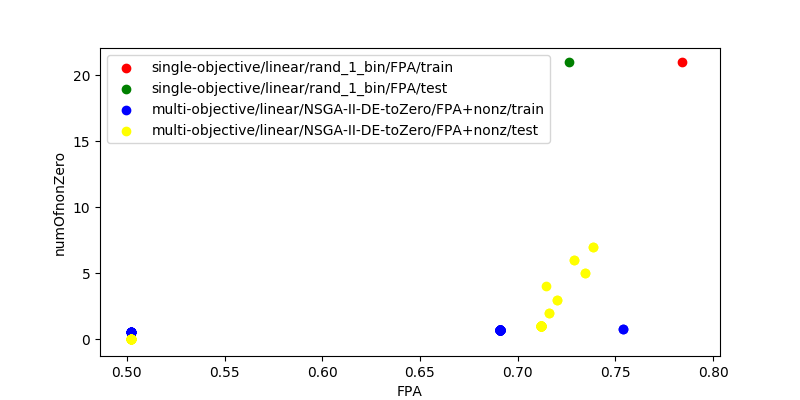 single-objective/linear/rand_1_bin/FPA/train
single-objective/linear/rand_1_bin/FPA/test
multi-objective/linear/NSGA-II-DE-toZero/FPA+nonz/train
multi-objective/linear/NSGA-II-DE-toZero/FPA+nonz/test
20
15
10
5
0
numOfnonZero
0.50 0.55 0.60 0.65 0.70 0.75 0.80
FPA